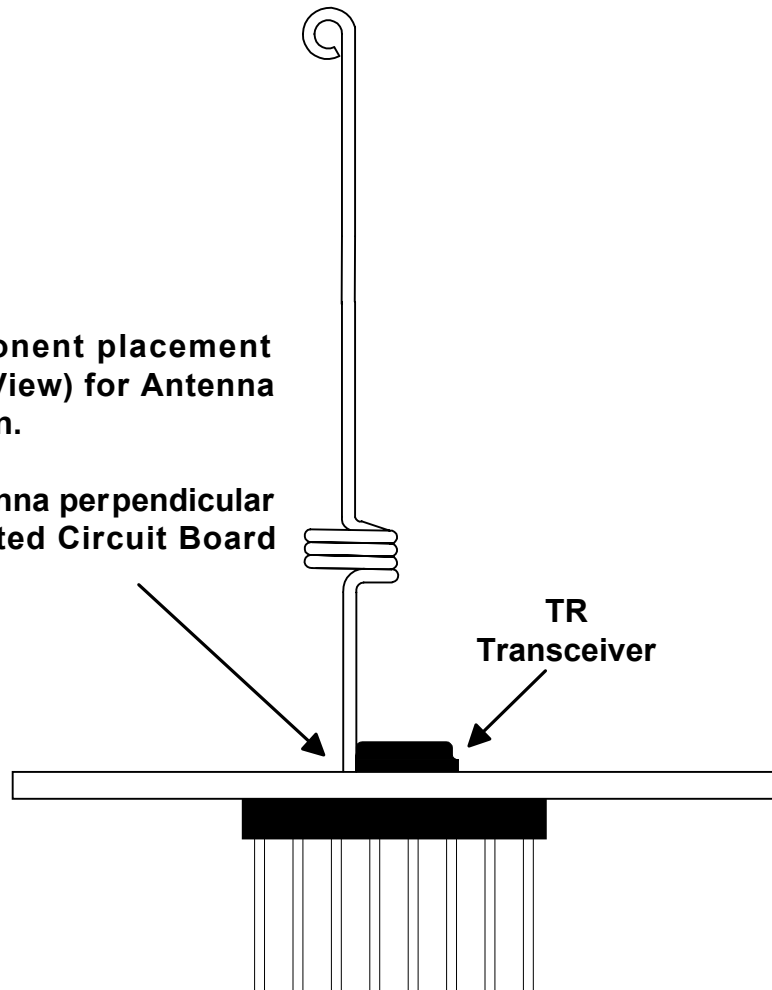 onent placement
View) for Antenna
n.
nna perpendicular
ted Circuit Board
TR
Transceiver